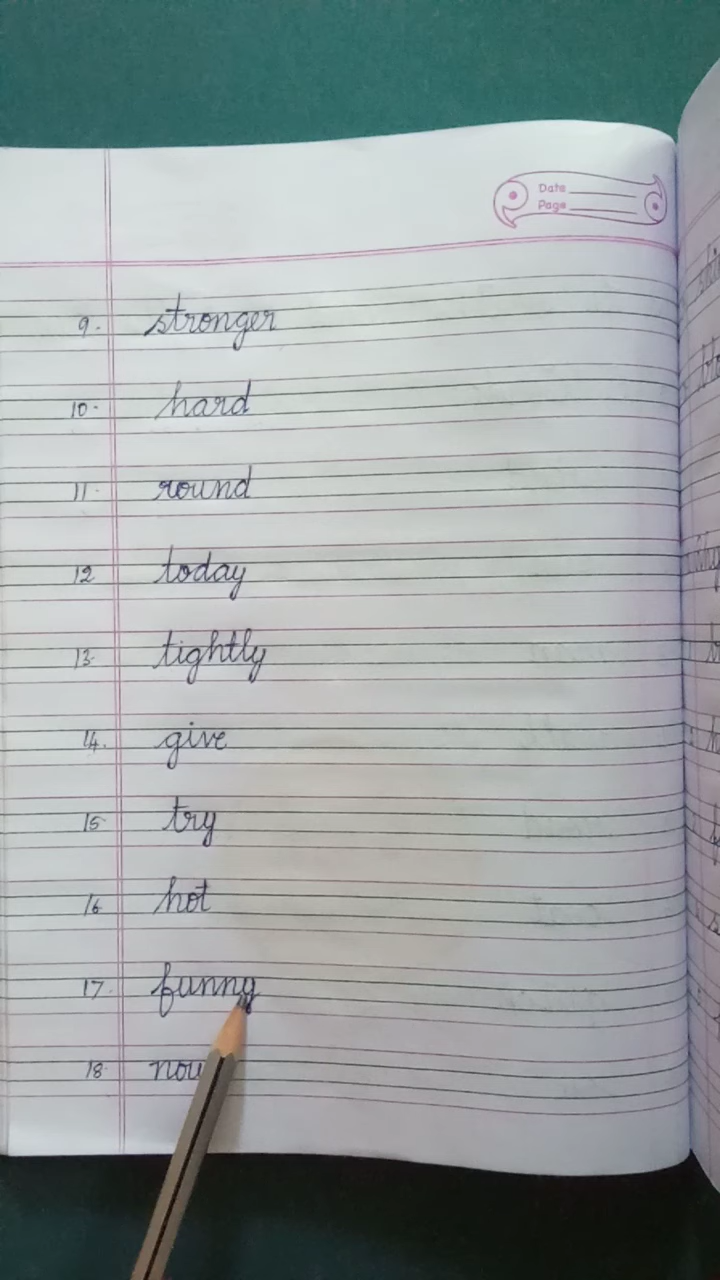 Date
Page
9. stronger
10. hard
11. round
12 today
13. tightly
14. give
15 try
16 hot
17. funny
18.